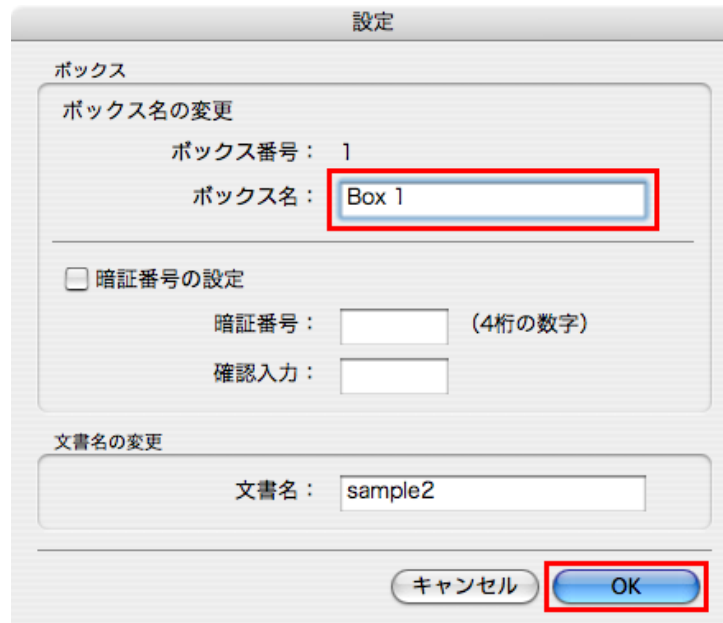 設定
ボックス
ボックス名の変更
ボックス番号： 1
ボックス名： Box 1
暗証番号の設定
暗証番号： （4桁の数字）
確認入力：
文書名の変更
文書名： sample2
キャンセル OK